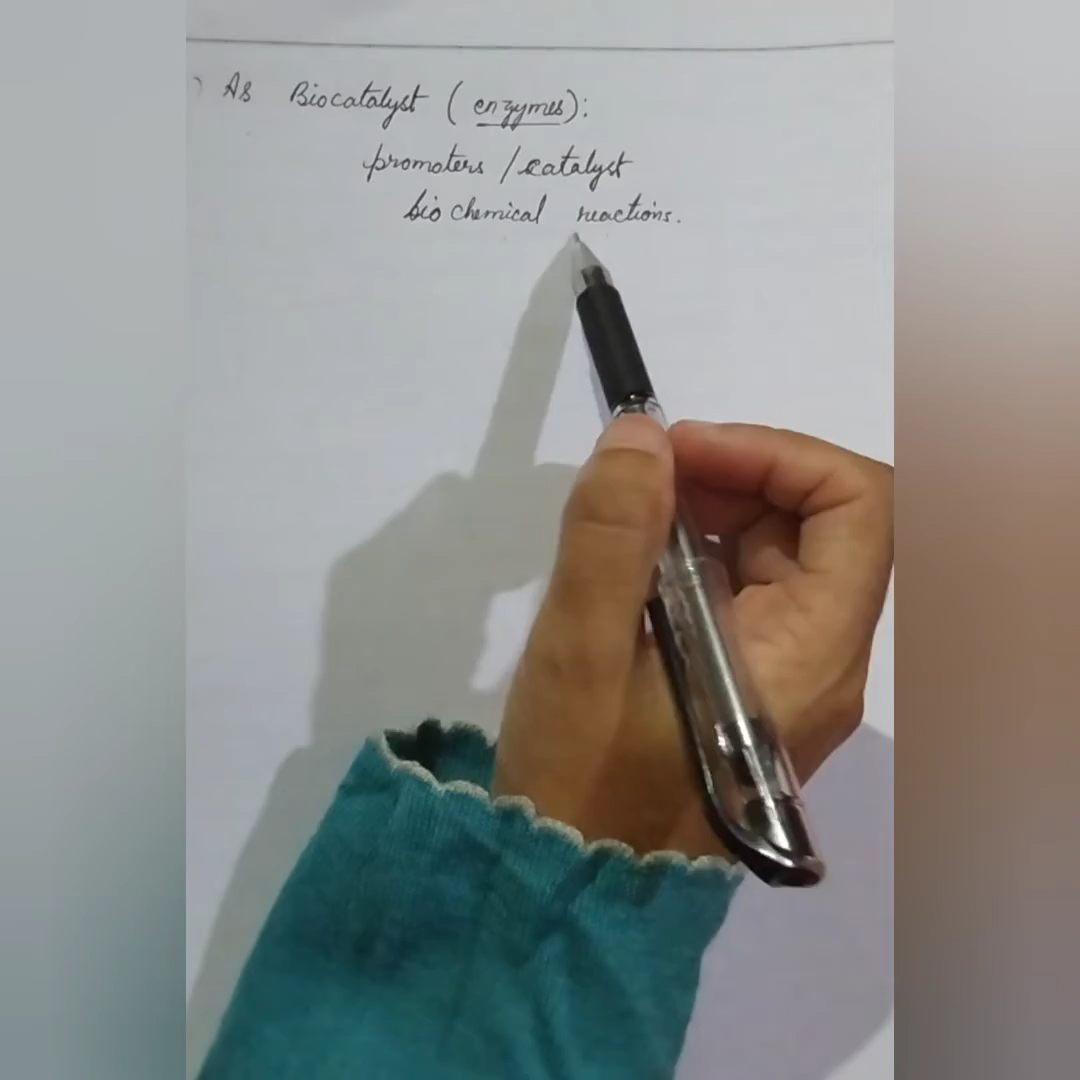 ) As Biocatalyst (enzymes):
promoters / catalyst
bio chemical reactions.